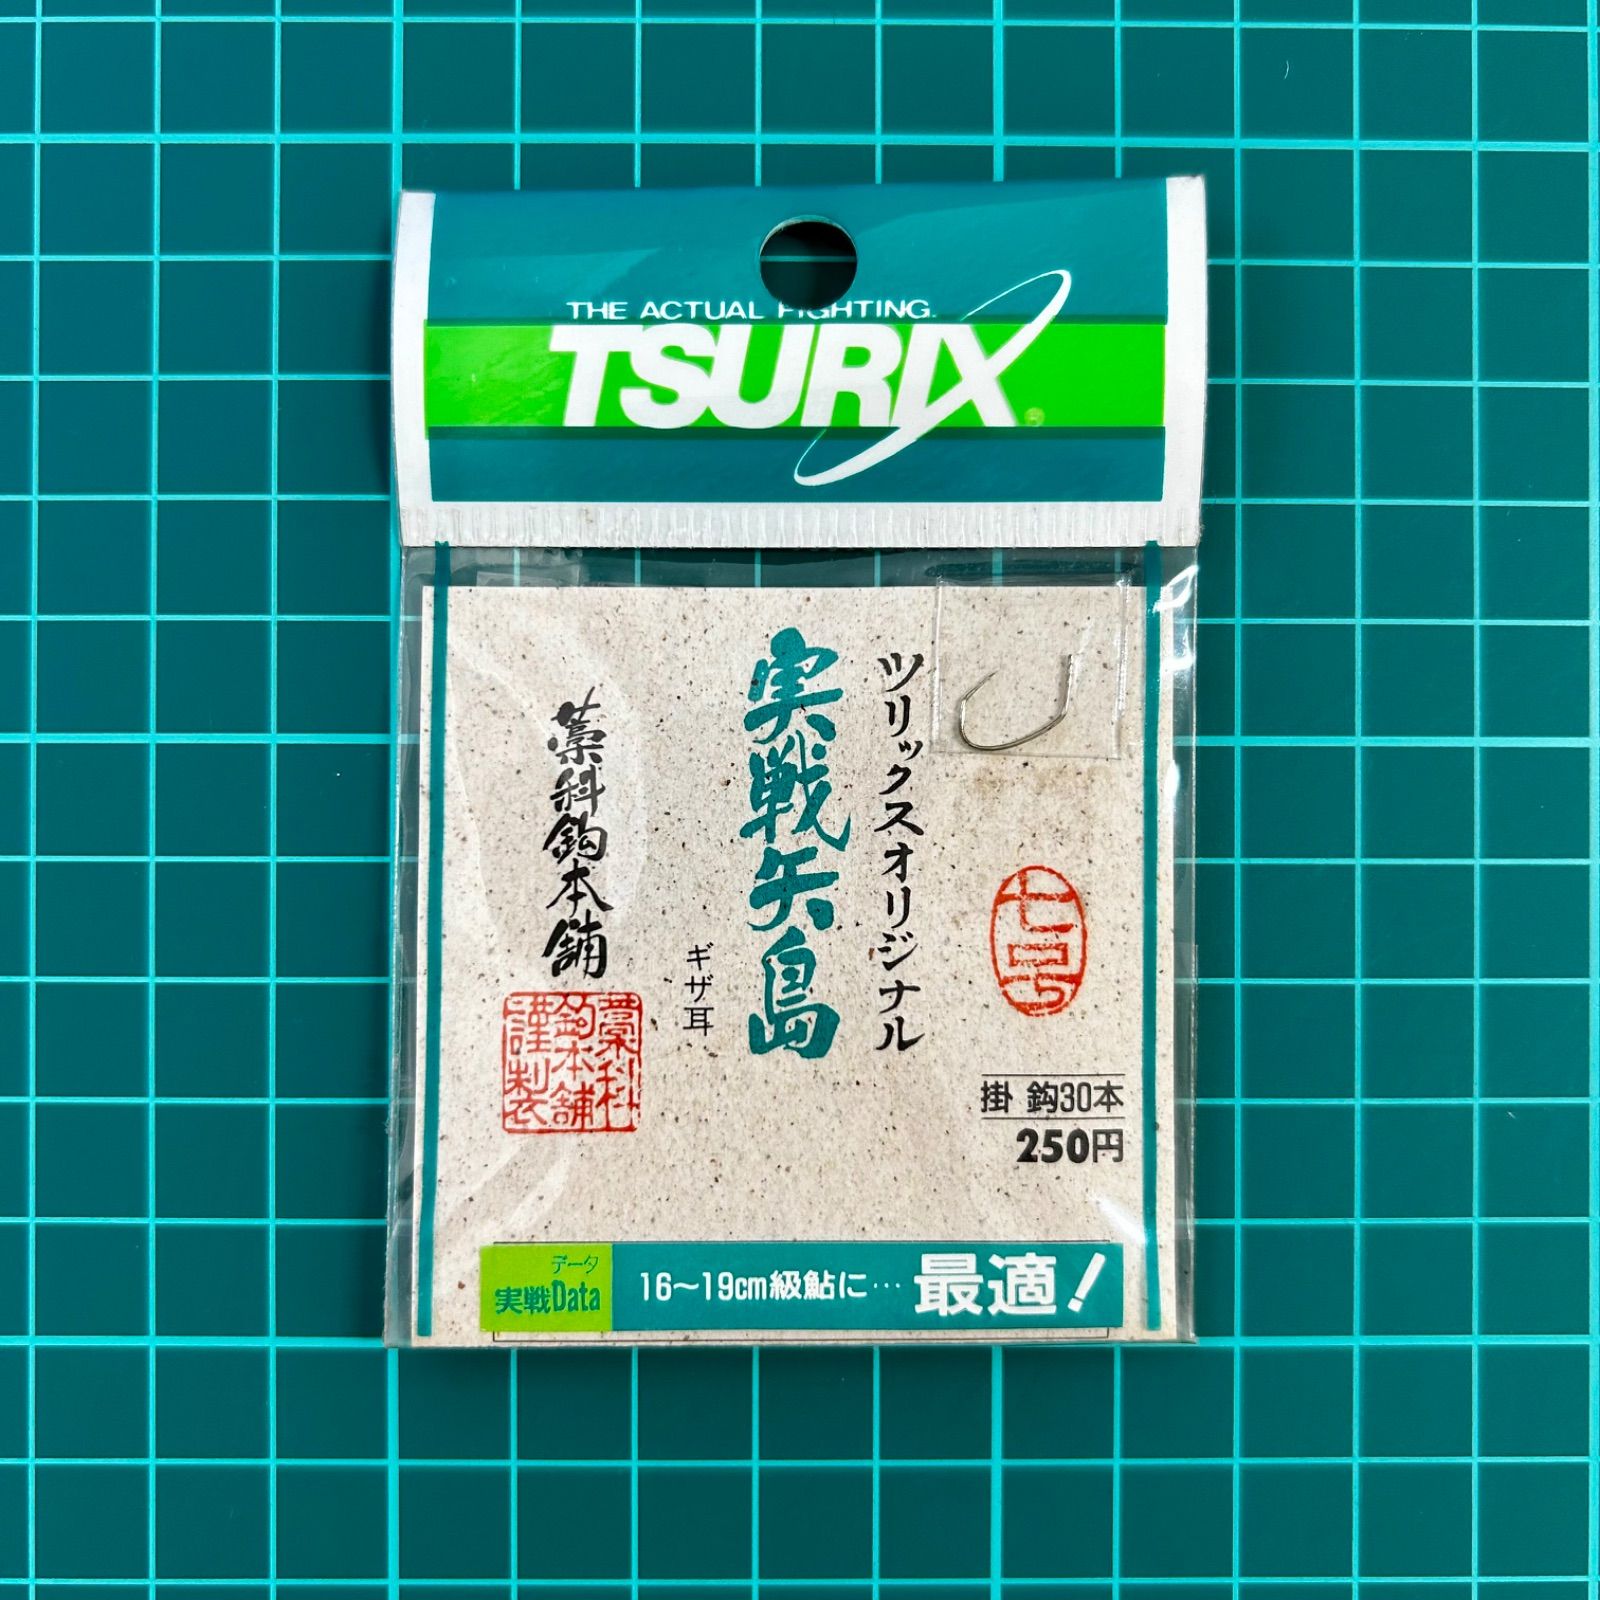 THE ACTUAL FIGHTING.
TSURIX
ツリックスオリジナル
実戦矢島
ギザ耳
藁科鈎本舗
藁科
鈎本舗
謹製
七号
掛鈎30本
250円
データ
実戦Data
16～19cm級鮎に…最適！